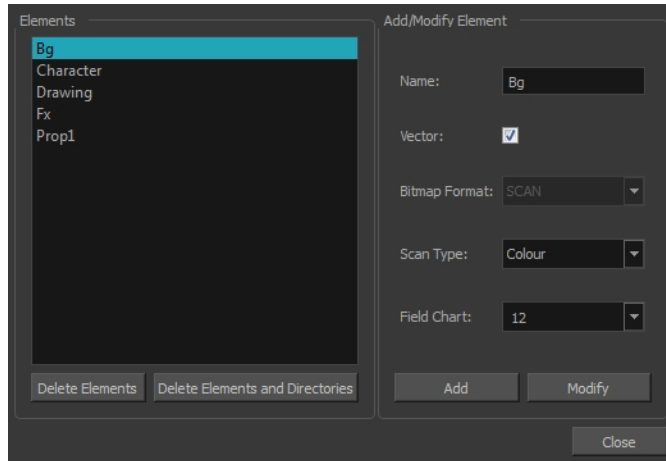 Elements
Bg
Character
Drawing
Fx
Prop1
Delete Elements
Delete Elements and Directories
Add/Modify Element
Name: Bg
Vector:
Bitmap Format: SCAN
Scan Type: Colour
Field Chart: 12
Add
Modify
Close